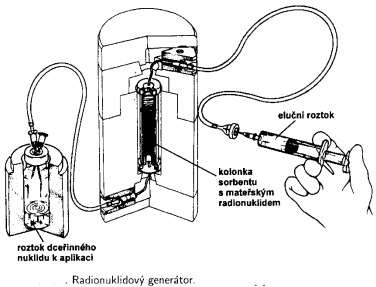 eluční roztok
kolonka
sorbentu
s mateřským
radionuklidem
roztok dceřinného
nuklidu k aplikaci
Radionuklidový generátor.